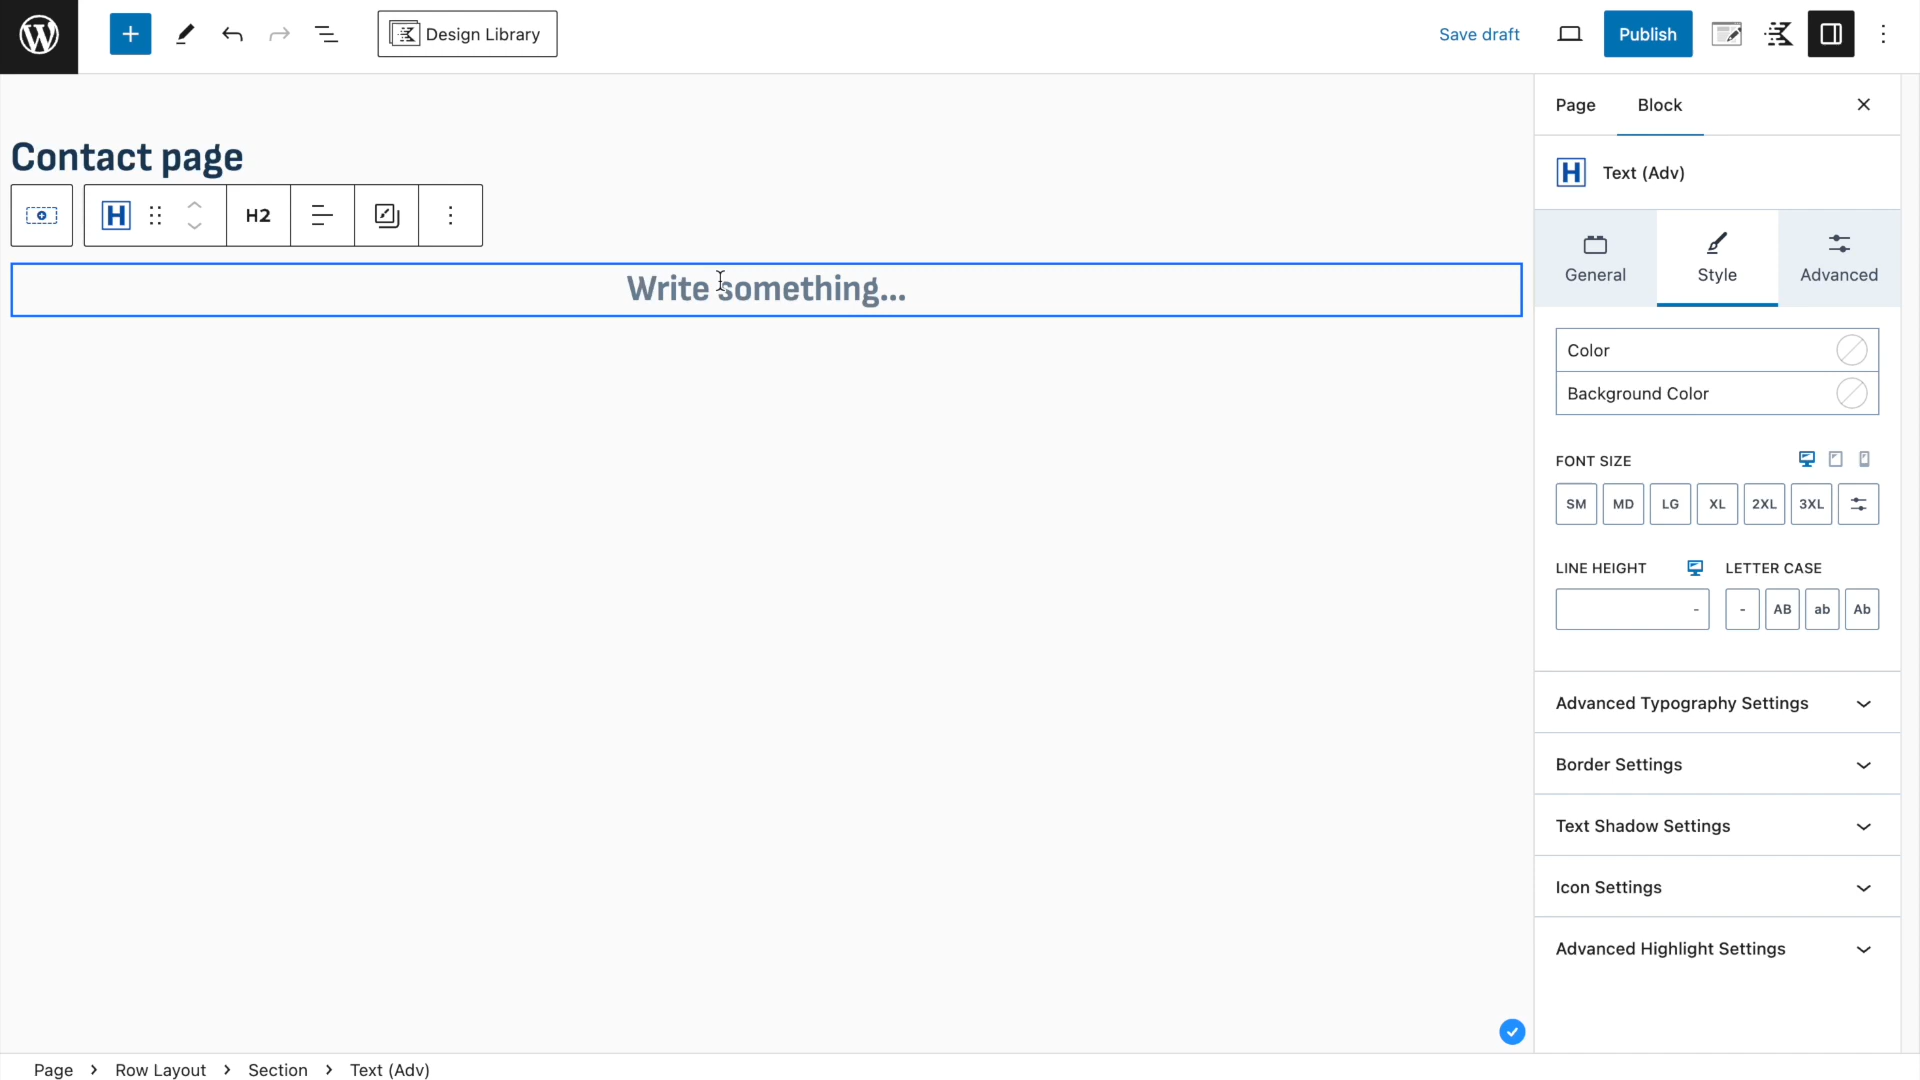 Design Library
Save draft
Publish
Page
Block
Contact page
H Text (Adv)
H
H2
General
Style
Advanced
Write something...
Color
Background Color
FONT SIZE
SM MD LG XL 2XL 3XL
LINE HEIGHT
LETTER CASE
-
- AB ab Ab
Advanced Typography Settings
Border Settings
Text Shadow Settings
Icon Settings
Advanced Highlight Settings
Page > Row Layout > Section > Text (Adv)